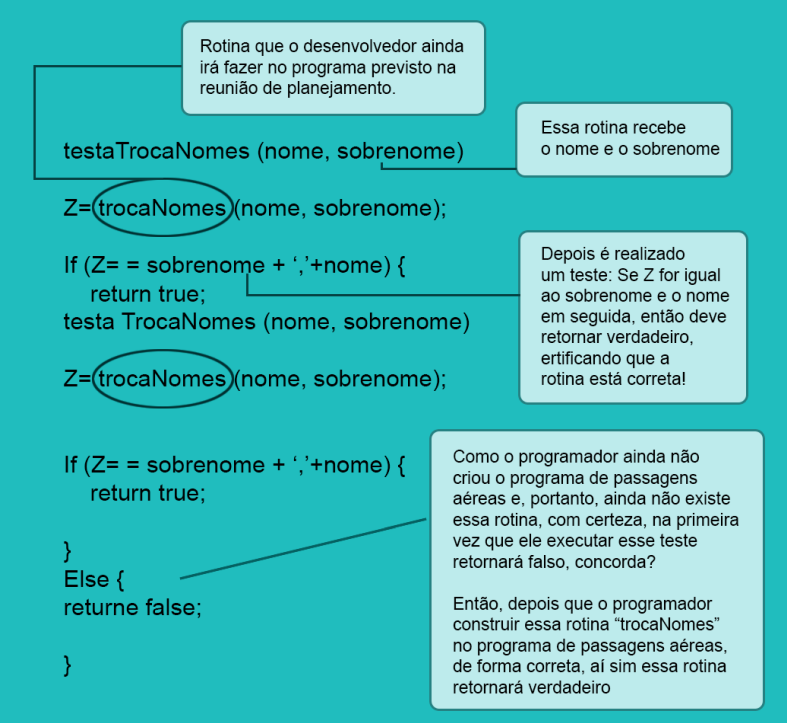 Rotina que o desenvolvedor ainda
irá fazer no programa previsto na
reunião de planejamento.
testaTrocaNomes (nome, sobrenome)
Essa rotina recebe
o nome e o sobrenome
Z=trocaNomes (nome, sobrenome);
If (Z= = sobrenome + ‘,’+nome) {
return true;
Depois é realizado
um teste: Se Z for igual
ao sobrenome e o nome
em seguida, então deve
retornar verdadeiro,
ertificando que a
rotina está correta!
testa TrocaNomes (nome, sobrenome)
Z=trocaNomes (nome, sobrenome);
If (Z= = sobrenome + ‘,’+nome) {
return true;
}
Else {
returne false;
}
Como o programador ainda não
criou o programa de passagens
aéreas e, portanto, ainda não existe
essa rotina, com certeza, na primeira
vez que ele executar esse teste
retornará falso, concorda?
Então, depois que o programador
construir essa rotina “trocaNomes”
no programa de passagens aéreas,
de forma correta, aí sim essa rotina
retornará verdadeiro